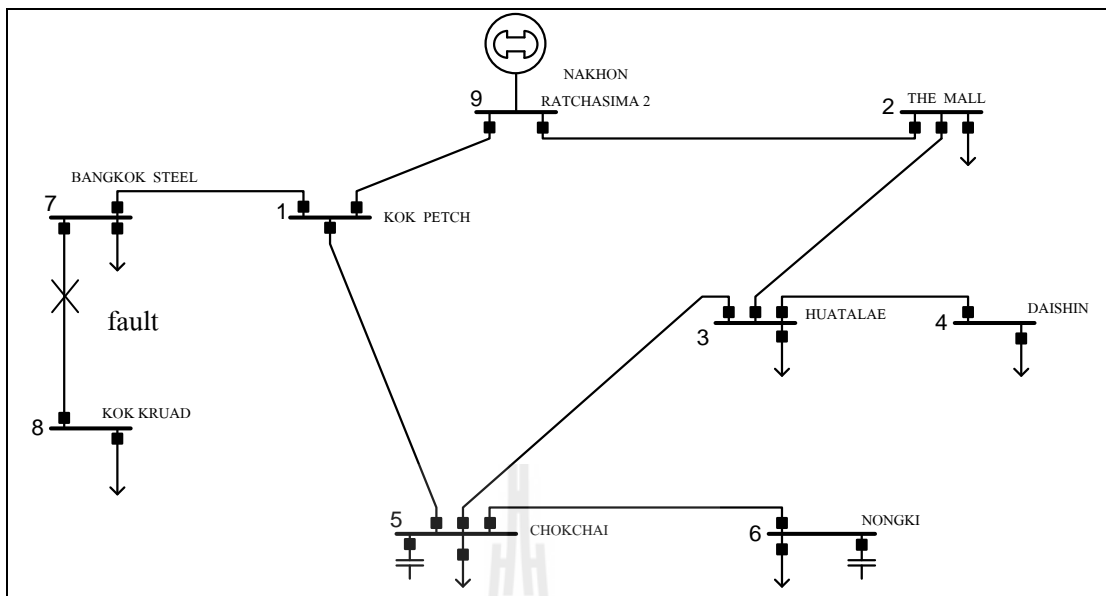 NAKHON
9 RATCHASIMA 2
2 THE MALL
BANGKOK STEEL
7
1 KOK PETCH
fault
3 HUATALAE
4 DAISHIN
8 KOK KRUAD
5 CHOKCHAI
6 NONGKI